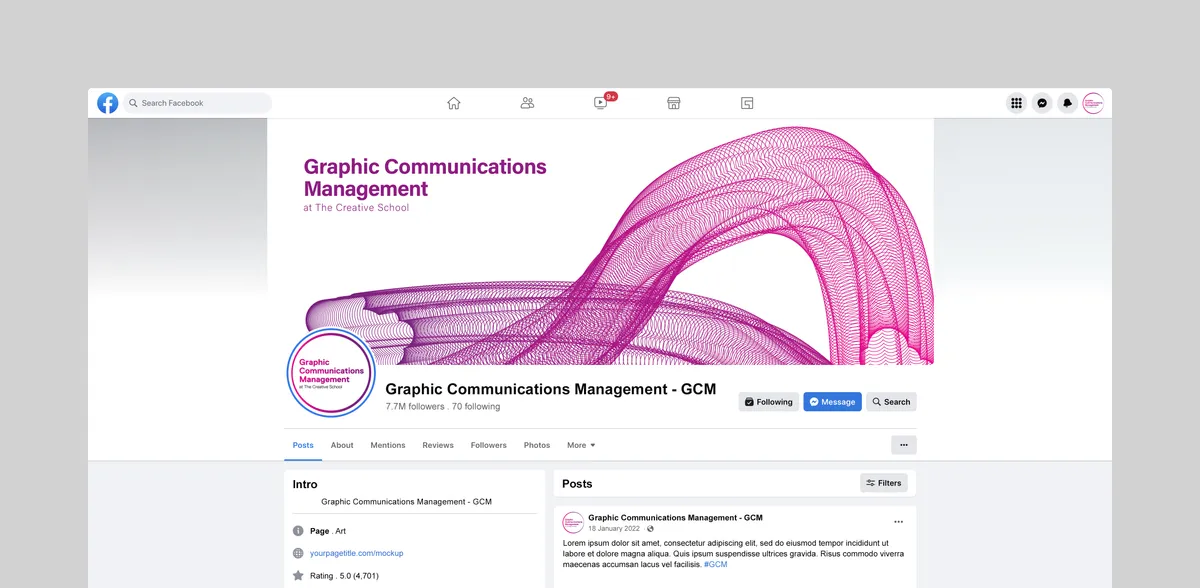 Search Facebook
9+
Graphic Communications
Management
at The Creative School
Graphic
Communications
Management
at The Creative School
Graphic Communications Management - GCM
7.7M followers . 70 following
Following
Message
Search
Posts
About
Mentions
Reviews
Followers
Photos
More
Intro
Graphic Communications Management - GCM
Page . Art
yourpagetitle.com/mockup
Rating . 5.0 (4,701)
Posts
Filters
Graphic Communications Management - GCM
18 January 2022 .
Lorem ipsum dolor sit amet, consectetur adipiscing elit, sed do eiusmod tempor incididunt ut
labore et dolore magna aliqua. Quis ipsum suspendisse ultrices gravida. Risus commodo viverra
maecenas accumsan lacus vel facilisis. #GCM